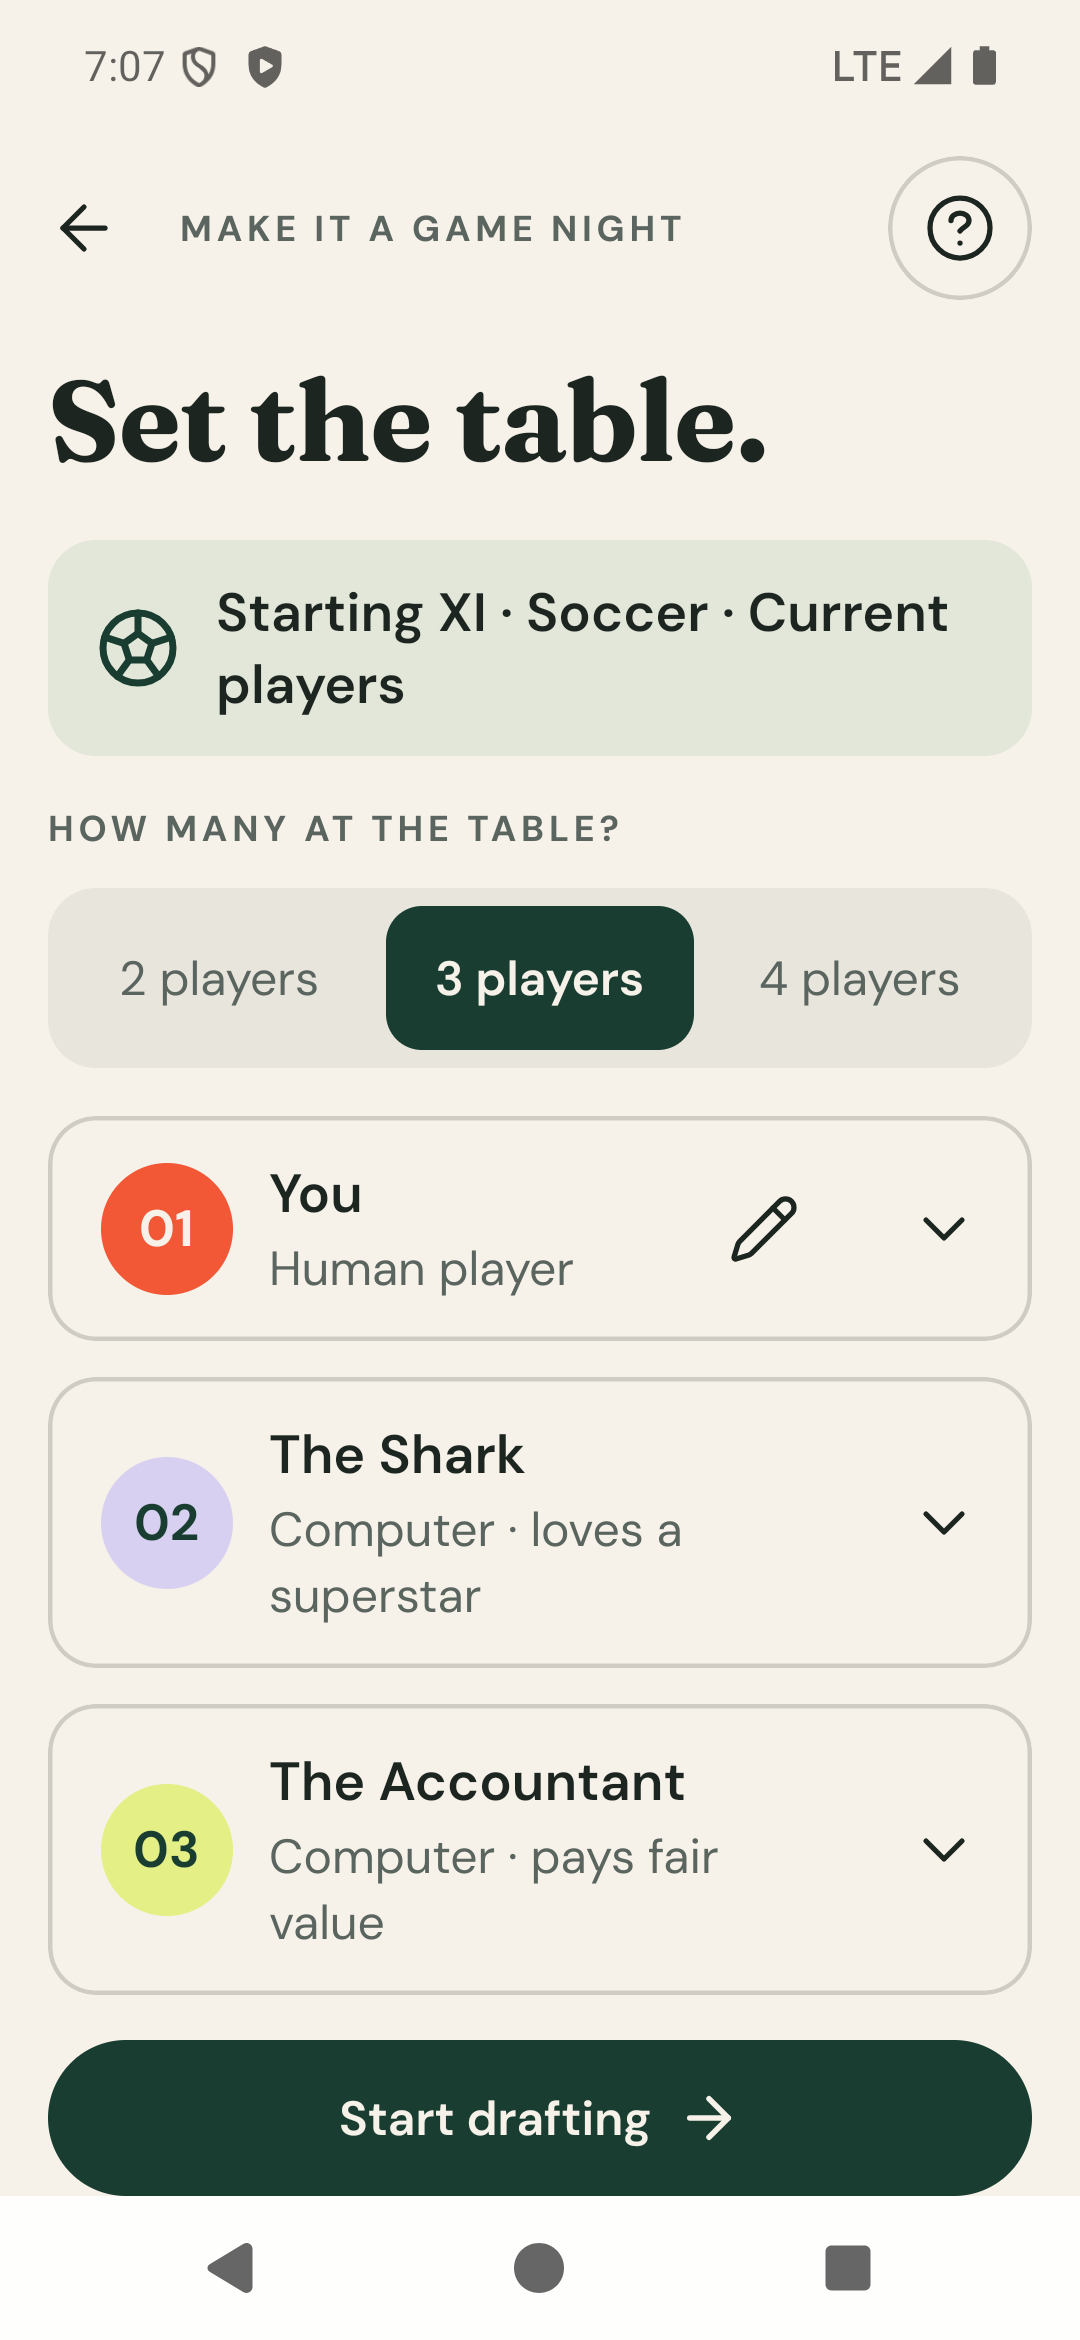 7:07
LTE
MAKE IT A GAME NIGHT
Set the table.
Starting XI · Soccer · Current
players
HOW MANY AT THE TABLE?
2 players
3 players
4 players
01
You
Human player
02
The Shark
Computer · loves a
superstar
03
The Accountant
Computer · pays fair
value
Start drafting